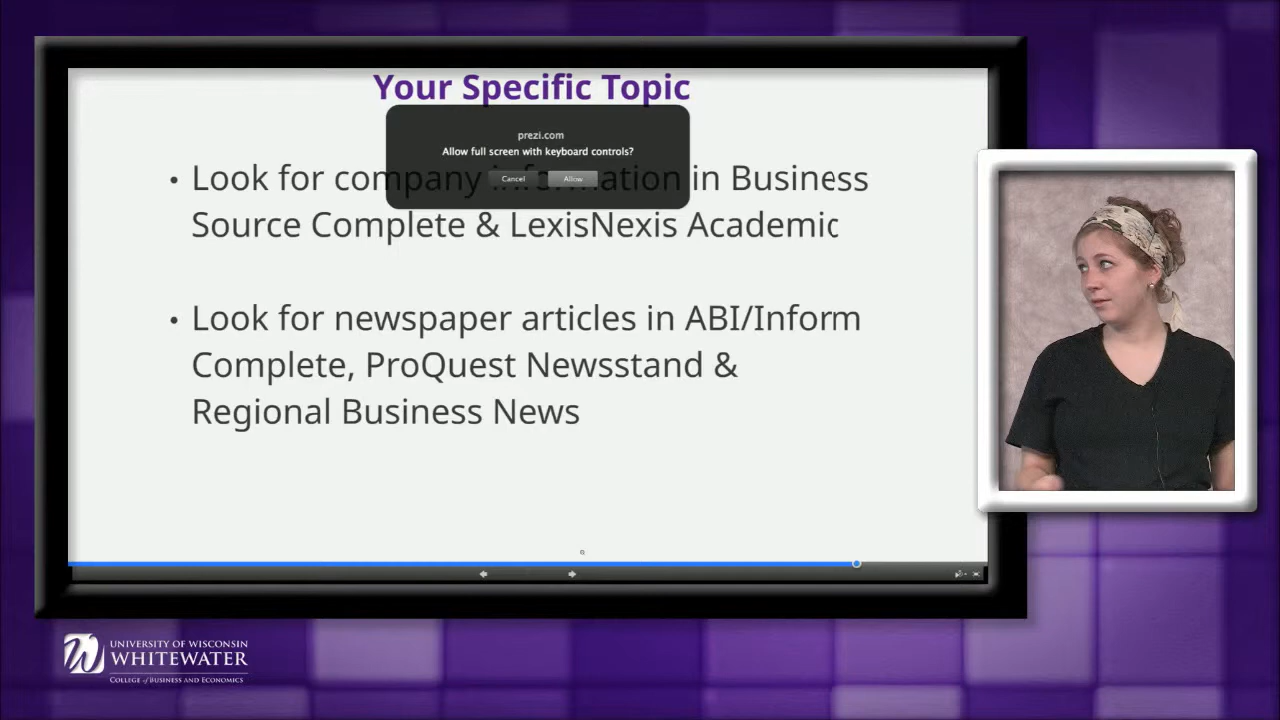 Your Specific Topic
prezi.com
Allow full screen with keyboard controls?
• Look for company information in Business
Cancel Allow
Source Complete & LexisNexis Academic
• Look for newspaper articles in ABI/Inform
Complete, ProQuest Newsstand &
Regional Business News
W UNIVERSITY OF WISCONSIN
WHITEWATER
COLLEGE of BUSINESS AND ECONOMICS